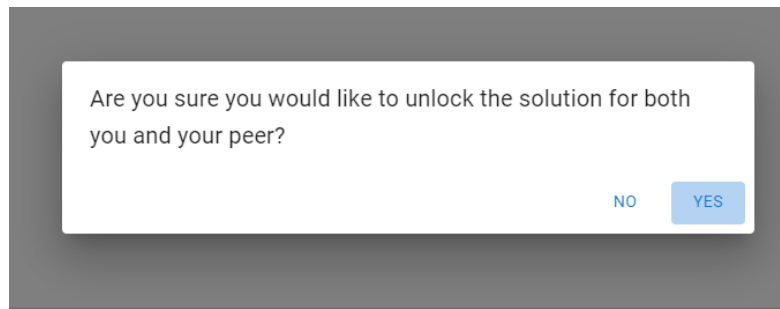 Are you sure you would like to unlock the solution for both
you and your peer?
NO YES